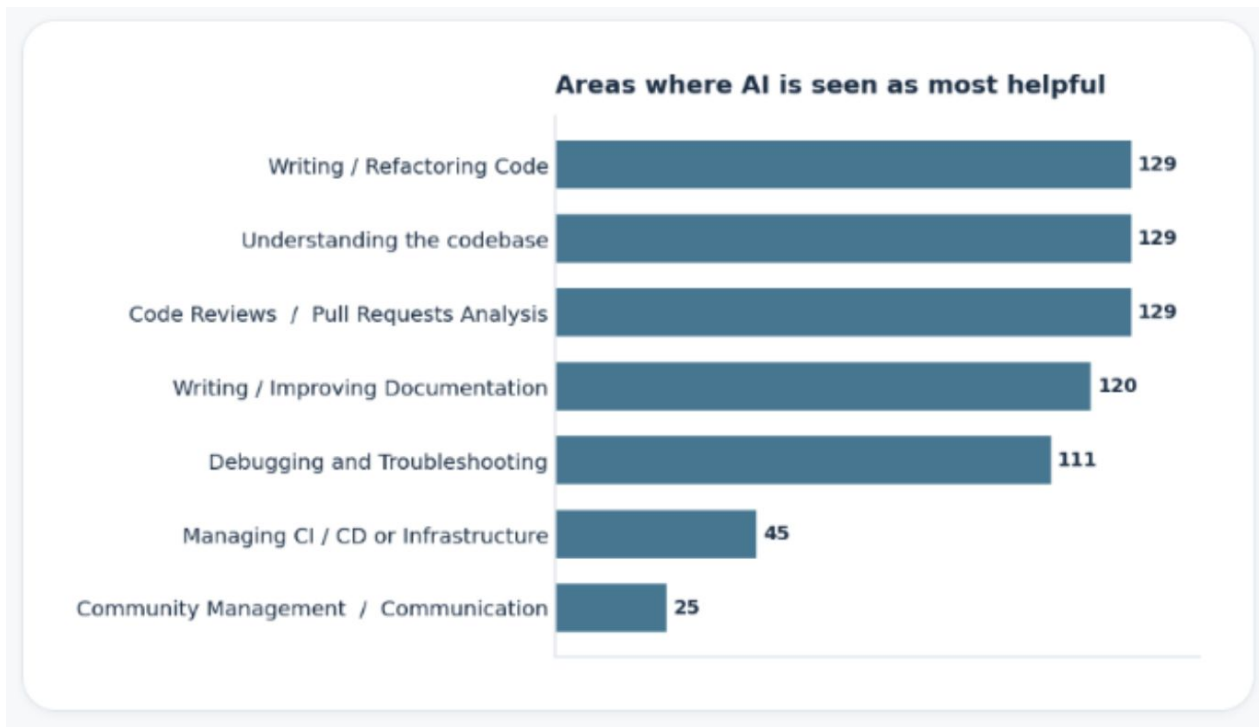 Areas where AI is seen as most helpful
Writing / Refactoring Code 129
Understanding the codebase 129
Code Reviews / Pull Requests Analysis 129
Writing / Improving Documentation 120
Debugging and Troubleshooting 111
Managing CI / CD or Infrastructure 45
Community Management / Communication 25